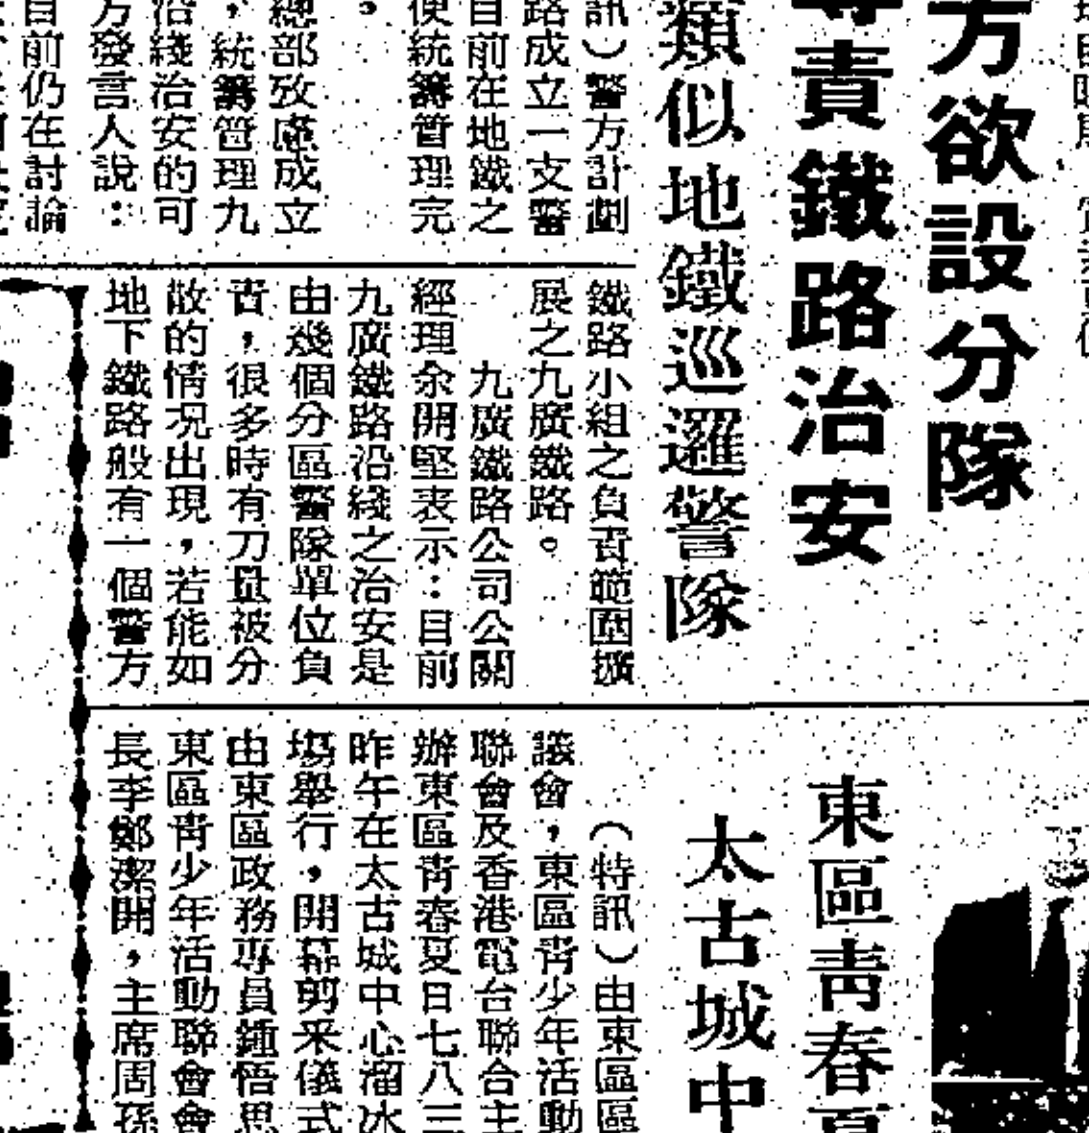 方欲設分隊
責鐵路治安
類似地鐵巡邏警隊
訊）警方計劃
路成立一支警
目前在地鐵之
便統籌管理完
總部攷慮成立
，統籌管理九
沿綫治安的可
方發言人說：
目前仍在討論
鐵路小組之負責範圍擴
展之九廣鐵路。
九廣鐵路公司公關
經理余開堅表示：目前
九廣鐵路沿綫之治安是
由幾個分區警隊單位負
責，很多時有刀量被分
散的情况出現，若能如
地下鐵路般有一個警方
東區青春夏
太古城中
（特訊）由東區區
議會，東區青少年活動
聯會及香港電台聯合主
辦東區青春夏日七八三
昨午在太古城中心溜冰
塲舉行，開幕剪釆儀式
由東區政務專員鍾悟思
東區青少年活動聯會會
長李鄭潔開，主席周孫